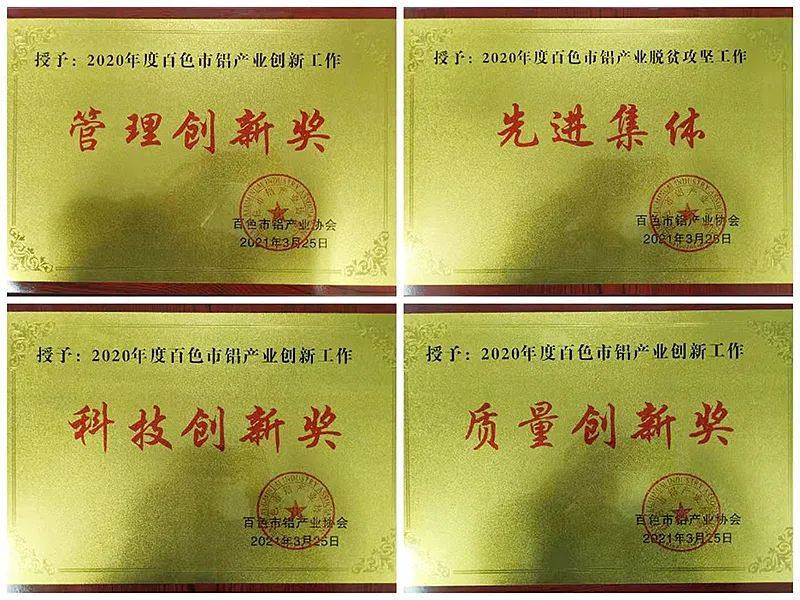 授予：2020年度百色市铝产业创新工作
管理创新奖
百色市铝产业协会
2021年3月25日
授予：2020年度百色市铝产业脱贫攻坚工作
先进集体
百色市铝产业协会
2021年3月25日
授予：2020年度百色市铝产业创新工作
科技创新奖
百色市铝产业协会
2021年3月25日
授予：2020年度百色市铝产业创新工作
质量创新奖
百色市铝产业协会
2021年3月25日